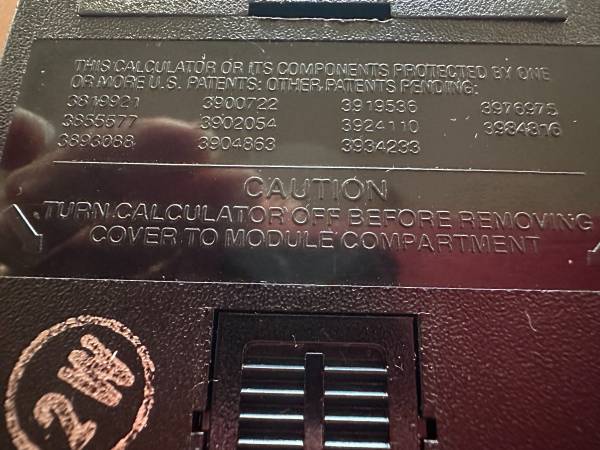 THIS CALCULATOR OR ITS COMPONENTS PROTECTED BY ONE
OR MORE U.S. PATENTS: OTHER PATENTS PENDING:
3819921 3900722 3919536 3976975
3855577 3902054 3924110 3984816
3893088 3904863 3934233
CAUTION
TURN CALCULATOR OFF BEFORE REMOVING
COVER TO MODULE COMPARTMENT
2W